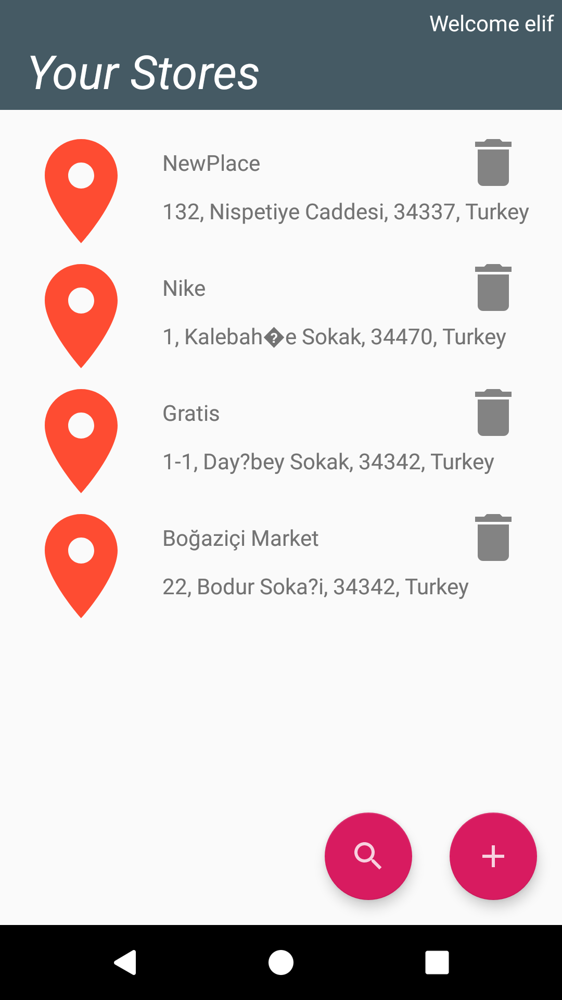 Welcome elif
Your Stores
NewPlace
132, Nispetiye Caddesi, 34337, Turkey
Nike
1, Kalebah�e Sokak, 34470, Turkey
Gratis
1-1, Day?bey Sokak, 34342, Turkey
Boğaziçi Market
22, Bodur Soka?i, 34342, Turkey